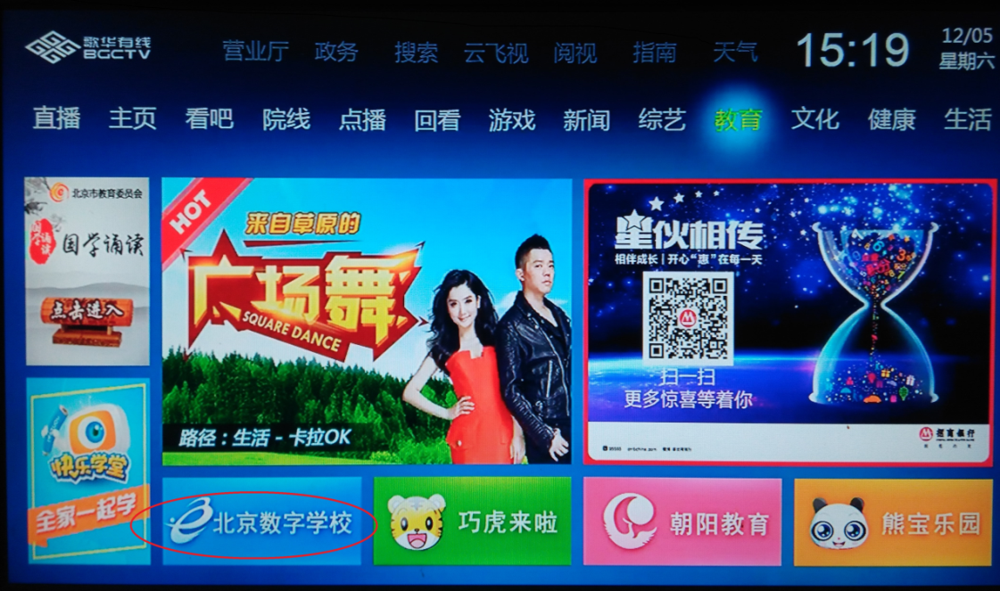 歌华有线
BGCTV
营业厅 政务 搜索 云飞视 阅视 指南 天气
15:19
12/05
星期六
直播 主页 看吧 院线 点播 回看 游戏 新闻 综艺 教育 文化 健康 生活
北京市教育委员会
国学诵读
国学诵读
点击进入
HOT
来自草原的
广场舞
SQUARE DANCE
路径：生活 - 卡拉OK
星伙相传
相伴成长 | 开心“惠”在每一天
扫一扫
更多惊喜等着你
招商银行
快乐学堂
全家一起学
北京数字学校
巧虎来啦
朝阳教育
熊宝乐园